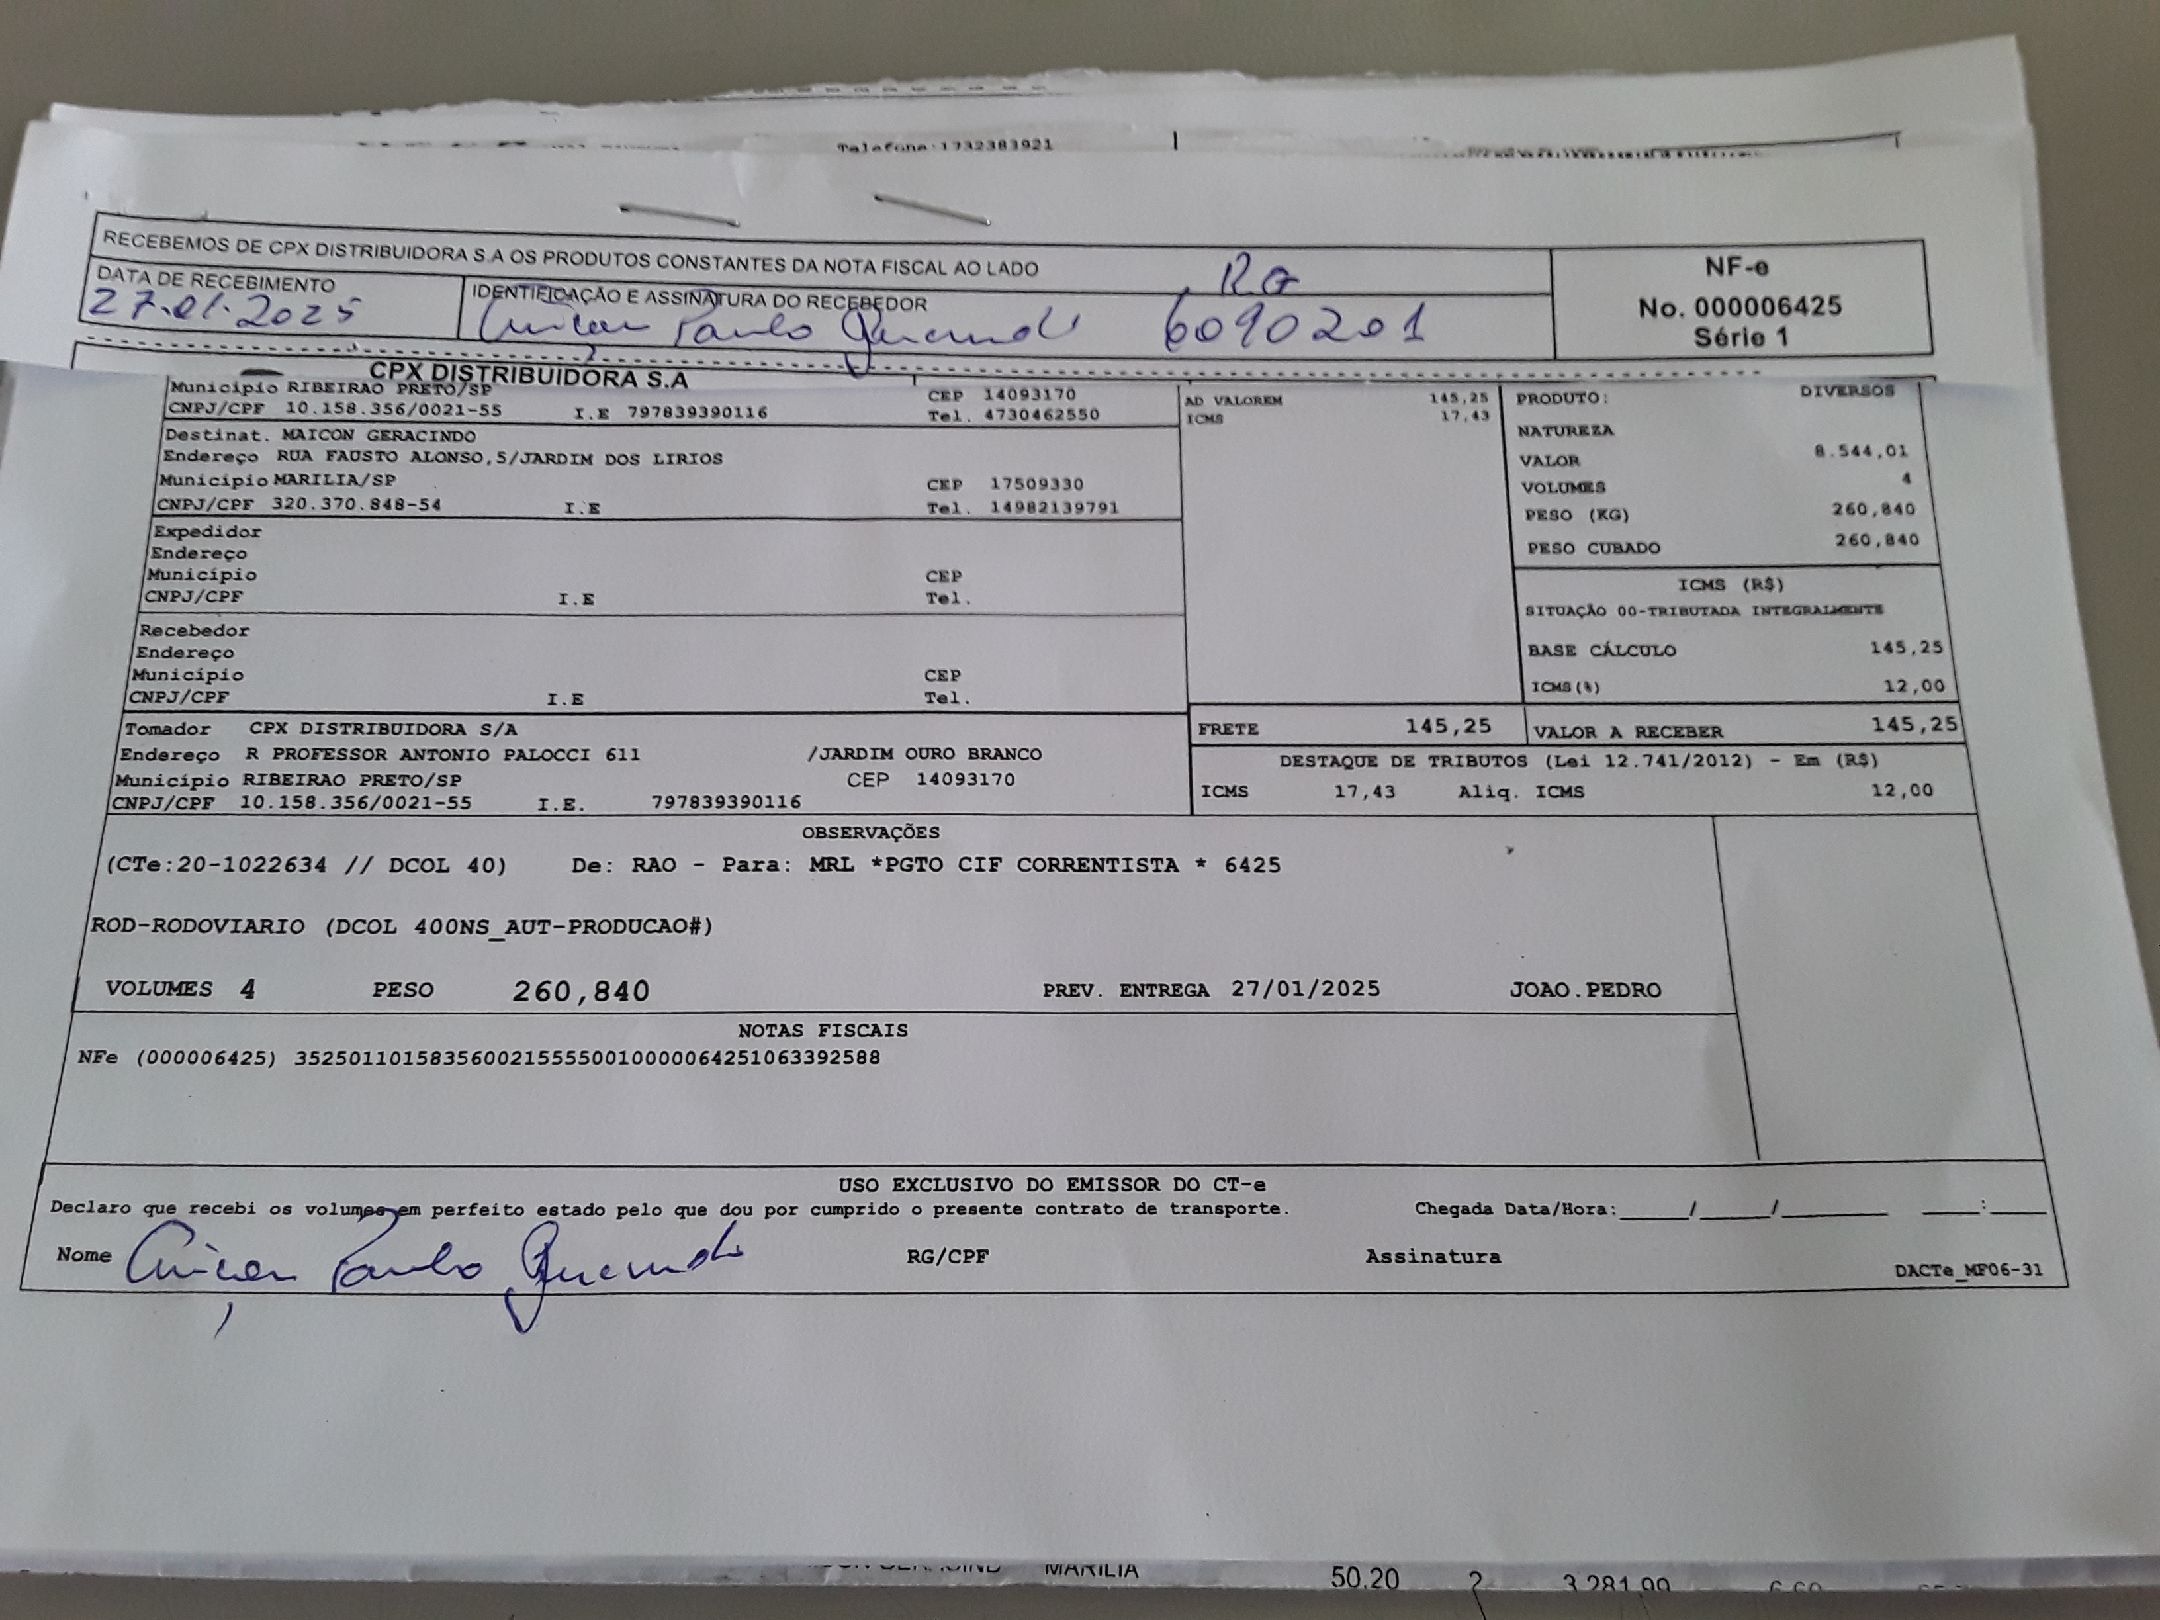 Telefone:1732383921
RECEBEMOS DE CPX DISTRIBUIDORA S.A OS PRODUTOS CONSTANTES DA NOTA FISCAL AO LADO
DATA DE RECEBIMENTO
27.01.2025
IDENTIFICAÇÃO E ASSINATURA DO RECEBEDOR
Paulo
RG
6090201
NF-e
No. 000006425
Série 1
CPX DISTRIBUIDORA S.A
Município RIBEIRAO PRETO/SP CEP 14093170
CNPJ/CPF 10.158.356/0021-55 I.E 797839390116 Tel. 4730462550
Destinat. MAICON GERACINDO
Endereço RUA FAUSTO ALONSO,5/JARDIM DOS LIRIOS
Município MARILIA/SP CEP 17509330
CNPJ/CPF 320.370.848-54 I.E Tel. 14982139791
Expedidor
Endereço
Município CEP
CNPJ/CPF I.E Tel.
Recebedor
Endereço
Município CEP
CNPJ/CPF I.E Tel.
Tomador CPX DISTRIBUIDORA S/A
Endereço R PROFESSOR ANTONIO PALOCCI 611 /JARDIM OURO BRANCO
Município RIBEIRAO PRETO/SP CEP 14093170
CNPJ/CPF 10.158.356/0021-55 I.E. 797839390116
AD VALOREM 145,25
ICMS 17,43
PRODUTO: DIVERSOS
NATUREZA
VALOR 8.544,01
VOLUMES 4
PESO (KG) 260,840
PESO CUBADO 260,840
ICMS (R$)
SITUAÇÃO 00-TRIBUTADA INTEGRALMENTE
BASE CÁLCULO 145,25
ICMS(%) 12,00
FRETE 145,25 VALOR A RECEBER 145,25
DESTAQUE DE TRIBUTOS (Lei 12.741/2012) - Em (R$)
ICMS 17,43 Aliq. ICMS 12,00
OBSERVAÇÕES
(CTe:20-1022634 // DCOL 40) De: RAO - Para: MRL *PGTO CIF CORRENTISTA * 6425
ROD-RODOVIARIO (DCOL 400NS_AUT-PRODUCAO#)
VOLUMES 4 PESO 260,840 PREV. ENTREGA 27/01/2025 JOAO.PEDRO
NOTAS FISCAIS
NFe (000006425) 35250110158356002155550010000064251063392588
USO EXCLUSIVO DO EMISSOR DO CT-e
Declaro que recebi os volumes em perfeito estado pelo que dou por cumprido o presente contrato de transporte. Chegada Data/Hora:_____/_____/_______ ____:____
Nome Paulo RG/CPF Assinatura
DACTe_MF06-31
MARILIA 50,20 2 3.281,99